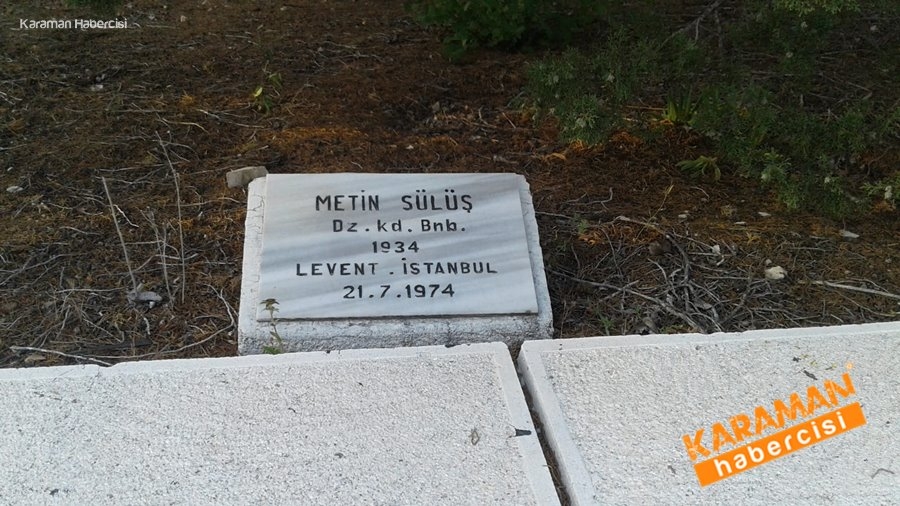 Karaman Habercisi
METİN SÜLÜŞ
Dz. kd. Bnb.
1934
LEVENT - İSTANBUL
21.7.1974
KARAMAN
habercisi